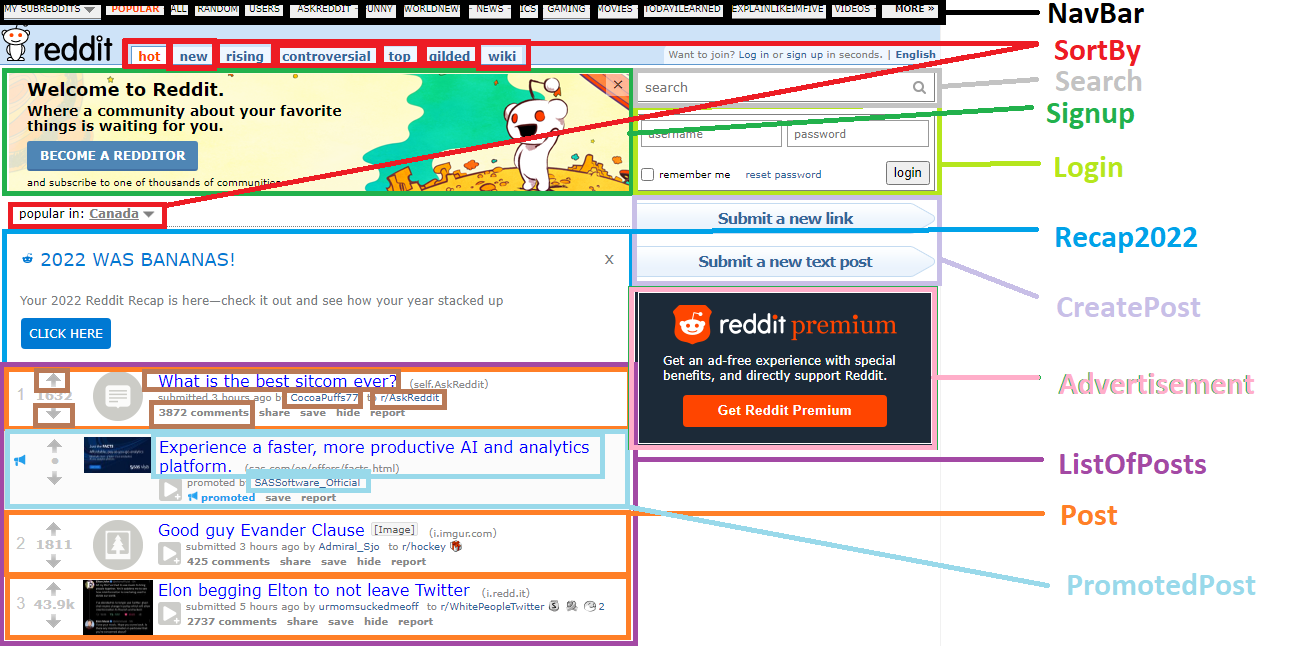 MY SUBREDDITS POPULAR ALL RANDOM USERS ASKREDDIT - FUNNY WORLDNEW - NEWS - ICS GAMING MOVIES - TODAYILEARNED EXPLAINLIKEIMFIVE VIDEOS - MORE » NavBar
reddit hot new rising controversial top gilded wiki Want to join? Log in or sign up in seconds. | English SortBy
Welcome to Reddit.
Where a community about your favorite
things is waiting for you.
BECOME A REDDITOR
and subscribe to one of thousands of communities
search Search
Signup
username password
remember me reset password login Login
popular in: Canada
Submit a new link
Recap2022
2022 WAS BANANAS! X
Submit a new text post
Your 2022 Reddit Recap is here—check it out and see how your year stacked up
CLICK HERE
CreatePost
reddit premium
Get an ad-free experience with special
benefits, and directly support Reddit.
Get Reddit Premium
Advertisement
1 1632 What is the best sitcom ever? (self.AskReddit)
submitted 3 hours ago by CocoaPuffs77 to r/AskReddit
3872 comments share save hide report
Experience a faster, more productive AI and analytics
platform. (sas.com/en/offers/facts.html)
promoted by SASSoftware_Official
promoted save report
ListOfPosts
Post
2 1811 Good guy Evander Clause [Image] (i.imgur.com)
submitted 3 hours ago by Admiral_Sjo to r/hockey
425 comments share save hide report
PromotedPost
3 43.9k Elon begging Elton to not leave Twitter (i.redd.it)
submitted 5 hours ago by urmomsuckedmeoff to r/WhitePeopleTwitter 2
2737 comments share save hide report